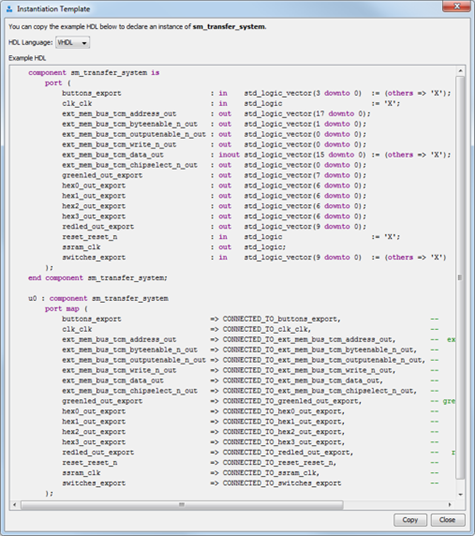 Instantiation Template
You can copy the example HDL below to declare an instance of sm_transfer_system.
HDL Language: VHDL
Example HDL
component sm_transfer_system is
port (
buttons_export : in std_logic_vector(3 downto 0) := (others => 'X');
clk_clk : in std_logic := 'X';
ext_mem_bus_tcm_address_out : out std_logic_vector(17 downto 0);
ext_mem_bus_tcm_byteenable_n_out : out std_logic_vector(1 downto 0);
ext_mem_bus_tcm_outputenable_n_out : out std_logic_vector(0 downto 0);
ext_mem_bus_tcm_write_n_out : out std_logic_vector(0 downto 0);
ext_mem_bus_tcm_data_out : inout std_logic_vector(15 downto 0) := (others => 'X');
ext_mem_bus_tcm_chipselect_n_out : out std_logic_vector(0 downto 0);
greenled_out_export : out std_logic_vector(7 downto 0);
hex0_out_export : out std_logic_vector(6 downto 0);
hex1_out_export : out std_logic_vector(6 downto 0);
hex2_out_export : out std_logic_vector(6 downto 0);
hex3_out_export : out std_logic_vector(6 downto 0);
redled_out_export : out std_logic_vector(9 downto 0);
reset_reset_n : in std_logic := 'X';
ssram_clk : out std_logic;
switches_export : in std_logic_vector(9 downto 0) := (others => 'X')
);
end component sm_transfer_system;
u0 : component sm_transfer_system
port map (
buttons_export => CONNECTED_TO_buttons_export, --
clk_clk => CONNECTED_TO_clk_clk, --
ext_mem_bus_tcm_address_out => CONNECTED_TO_ext_mem_bus_tcm_address_out, -- ex
ext_mem_bus_tcm_byteenable_n_out => CONNECTED_TO_ext_mem_bus_tcm_byteenable_n_out, --
ext_mem_bus_tcm_outputenable_n_out => CONNECTED_TO_ext_mem_bus_tcm_outputenable_n_out, --
ext_mem_bus_tcm_write_n_out => CONNECTED_TO_ext_mem_bus_tcm_write_n_out, --
ext_mem_bus_tcm_data_out => CONNECTED_TO_ext_mem_bus_tcm_data_out, --
ext_mem_bus_tcm_chipselect_n_out => CONNECTED_TO_ext_mem_bus_tcm_chipselect_n_out, --
greenled_out_export => CONNECTED_TO_greenled_out_export, -- gre
hex0_out_export => CONNECTED_TO_hex0_out_export, --
hex1_out_export => CONNECTED_TO_hex1_out_export, --
hex2_out_export => CONNECTED_TO_hex2_out_export, --
hex3_out_export => CONNECTED_TO_hex3_out_export, --
redled_out_export => CONNECTED_TO_redled_out_export, -- r
reset_reset_n => CONNECTED_TO_reset_reset_n, --
ssram_clk => CONNECTED_TO_ssram_clk, --
switches_export => CONNECTED_TO_switches_export --
);
Copy Close